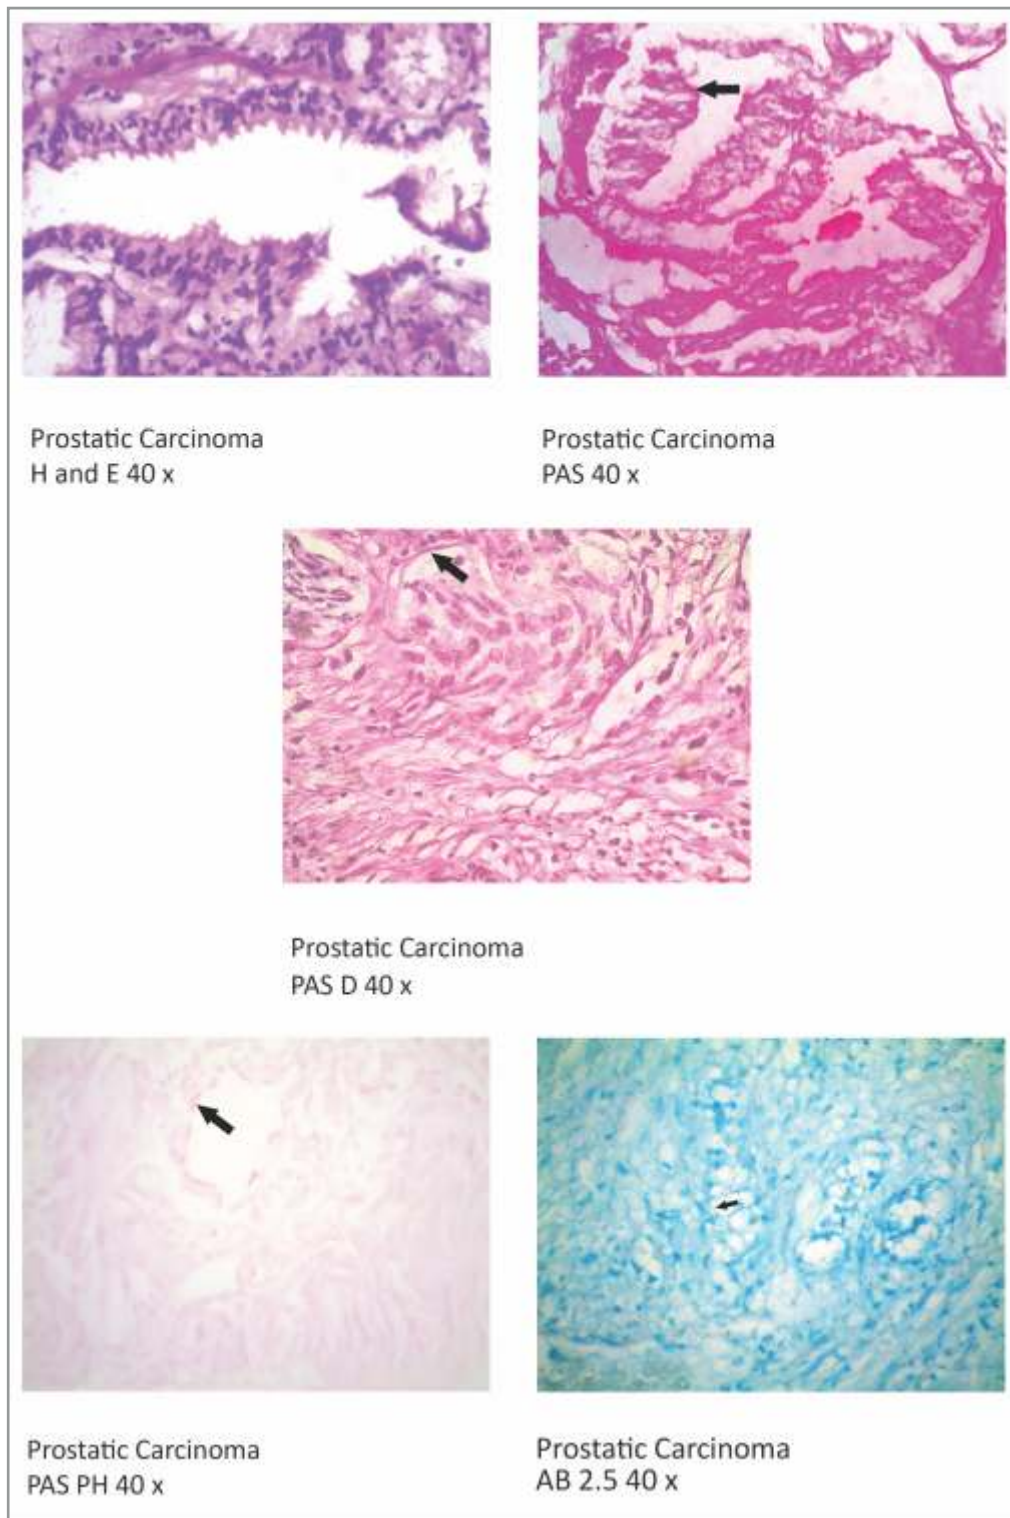 Prostatic Carcinoma
H and E 40 x
Prostatic Carcinoma
PAS 40 x
Prostatic Carcinoma
PAS D 40 x
Prostatic Carcinoma
PAS PH 40 x
Prostatic Carcinoma
AB 2.5 40 x